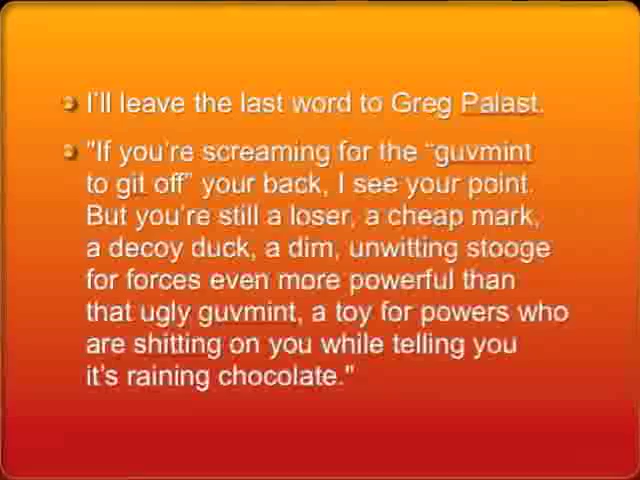 I'll leave the last word to Greg Palast.
"If you're screaming for the “guvmint
to git off” your back, I see your point.
But you're still a loser, a cheap mark,
a decoy duck, a dim, unwitting stooge
for forces even more powerful than
that ugly guvmint, a toy for powers who
are shitting on you while telling you
it's raining chocolate."